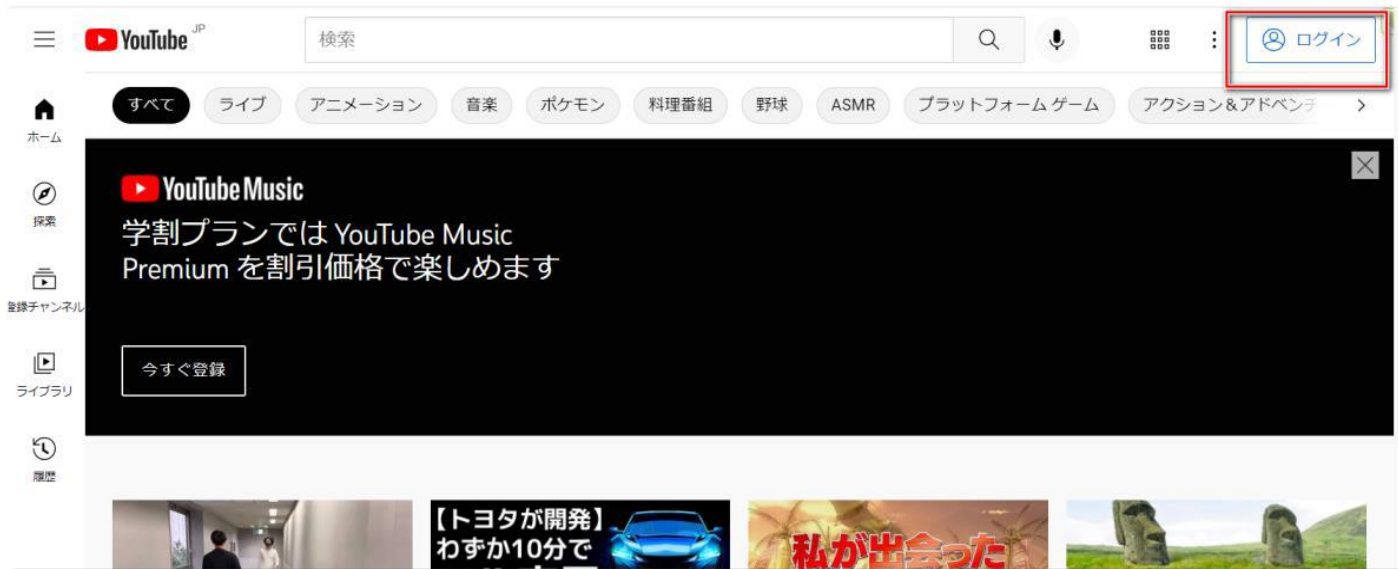 YouTube JP
検索
ログイン
すべて
ライブ
アニメーション
音楽
ポケモン
料理番組
野球
ASMR
プラットフォーム ゲーム
アクション＆アドベンチ
ホーム
探索
登録チャンネル
ライブラリ
履歴
YouTube Music
学割プランでは YouTube Music
Premium を割引価格で楽しめます
今すぐ登録
【トヨタが開発】
わずか10分で
私が出会った